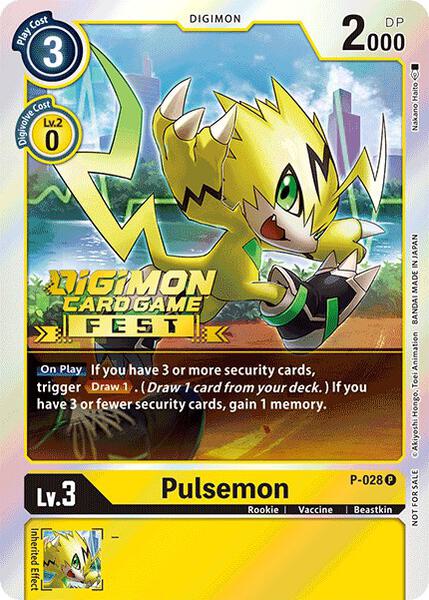 Play Cost
3
DIGIMON
DP
2000
Digivolve Cost
Lv.2
0
Nakano Haito
DIGIMON
CARD GAME
FEST
On Play If you have 3 or more security cards,
trigger Draw 1. (Draw 1 card from your deck.) If you
have 3 or fewer security cards, gain 1 memory.
©Akiyoshi Hongo, Toei Animation BANDAI MADE IN JAPAN
NOT FOR SALE
P-028 P
Lv.3
Pulsemon
Rookie | Vaccine | Beastkin
Inherited Effect
–